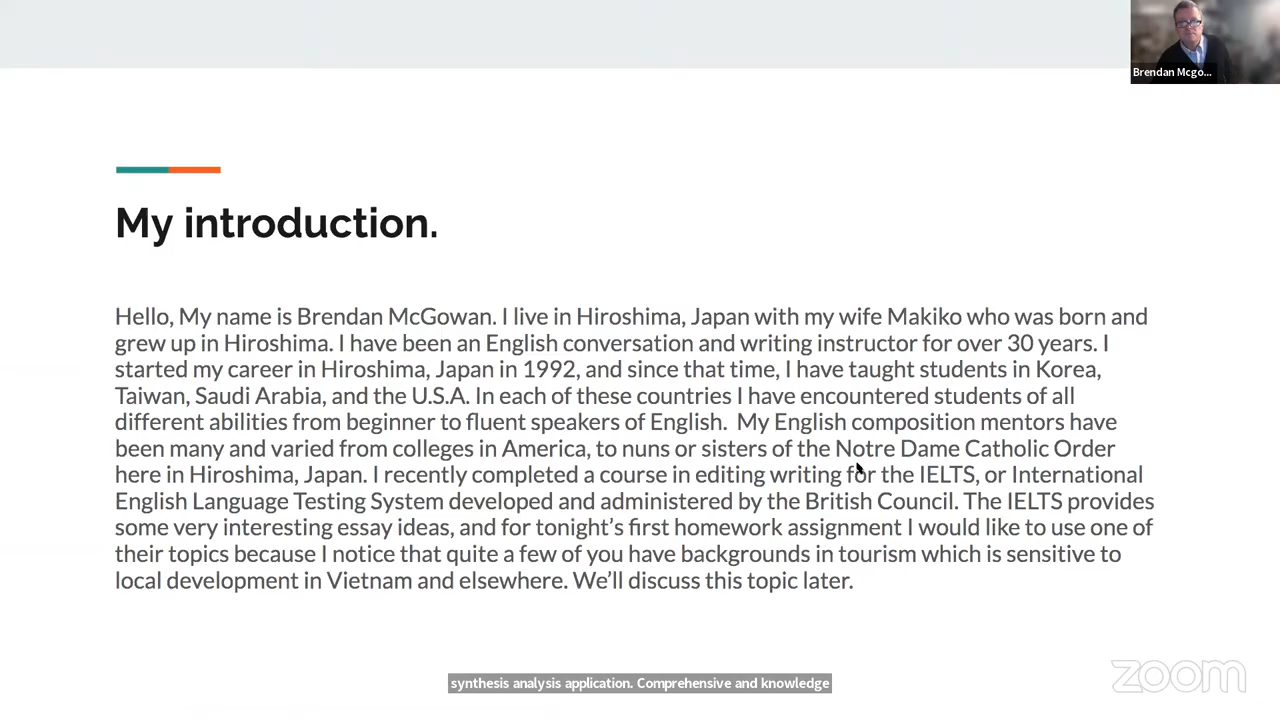 Brendan Mcgo...
My introduction.
Hello, My name is Brendan McGowan. I live in Hiroshima, Japan with my wife Makiko who was born and
grew up in Hiroshima. I have been an English conversation and writing instructor for over 30 years. I
started my career in Hiroshima, Japan in 1992, and since that time, I have taught students in Korea,
Taiwan, Saudi Arabia, and the U.S.A. In each of these countries I have encountered students of all
different abilities from beginner to fluent speakers of English.  My English composition mentors have
been many and varied from colleges in America, to nuns or sisters of the Notre Dame Catholic Order
here in Hiroshima, Japan. I recently completed a course in editing writing for the IELTS, or International
English Language Testing System developed and administered by the British Council. The IELTS provides
some very interesting essay ideas, and for tonight's first homework assignment I would like to use one of
their topics because I notice that quite a few of you have backgrounds in tourism which is sensitive to
local development in Vietnam and elsewhere. We'll discuss this topic later.
synthesis analysis application. Comprehensive and knowledge
zoom